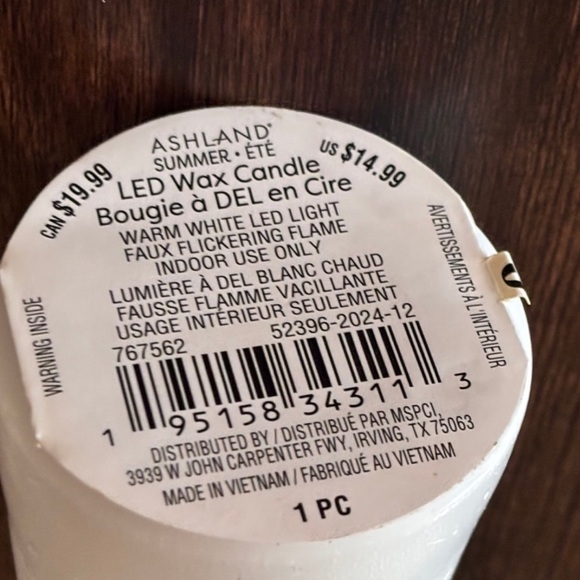 ASHLAND®
SUMMER • ÉTÉ
CAN $19.99
US $14.99
LED Wax Candle
Bougie à DEL en Cire
WARM WHITE LED LIGHT
FAUX FLICKERING FLAME
INDOOR USE ONLY
LUMIÈRE À DEL BLANC CHAUD
FAUSSE FLAMME VACILLANTE
USAGE INTÉRIEUR SEULEMENT
WARNING INSIDE
AVERTISSEMENTS À L'INTÉRIEUR
767562 52396-2024-12
1 95158 34311 3
DISTRIBUTED BY / DISTRIBUÉ PAR MSPCI,
3939 W JOHN CARPENTER FWY, IRVING, TX 75063
MADE IN VIETNAM / FABRIQUÉ AU VIETNAM
1 PC